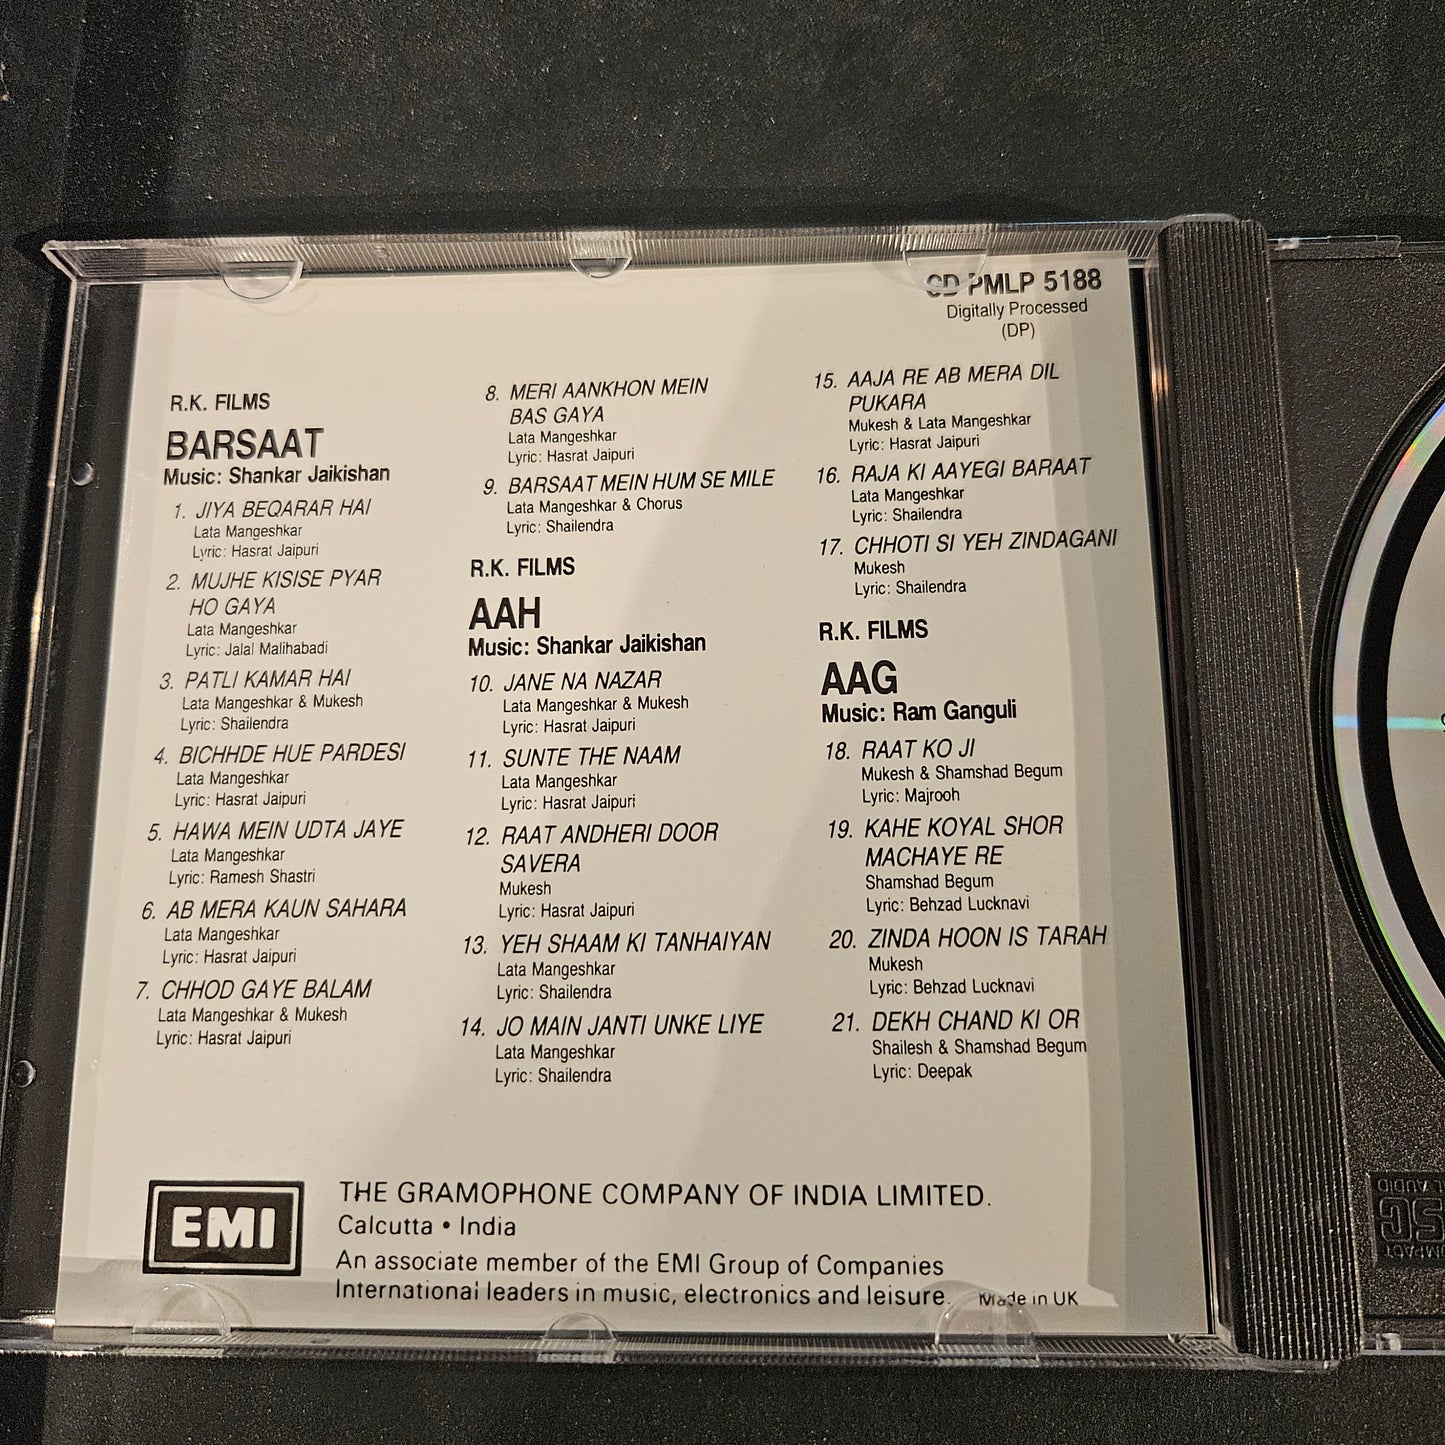 CD PMLP 5188
Digitally Processed
(DP)
R.K. FILMS
BARSAAT
Music: Shankar Jaikishan
1. JIYA BEQARAR HAI
Lata Mangeshkar
Lyric: Hasrat Jaipuri
2. MUJHE KISISE PYAR
HO GAYA
Lata Mangeshkar
Lyric: Jalal Malihabadi
3. PATLI KAMAR HAI
Lata Mangeshkar & Mukesh
Lyric: Shailendra
4. BICHHDE HUE PARDESI
Lata Mangeshkar
Lyric: Hasrat Jaipuri
5. HAWA MEIN UDTA JAYE
Lata Mangeshkar
Lyric: Ramesh Shastri
6. AB MERA KAUN SAHARA
Lata Mangeshkar
Lyric: Hasrat Jaipuri
7. CHHOD GAYE BALAM
Lata Mangeshkar & Mukesh
Lyric: Hasrat Jaipuri
8. MERI AANKHON MEIN
BAS GAYA
Lata Mangeshkar
Lyric: Hasrat Jaipuri
9. BARSAAT MEIN HUM SE MILE
Lata Mangeshkar & Chorus
Lyric: Shailendra
R.K. FILMS
AAH
Music: Shankar Jaikishan
10. JANE NA NAZAR
Lata Mangeshkar & Mukesh
Lyric: Hasrat Jaipuri
11. SUNTE THE NAAM
Lata Mangeshkar
Lyric: Hasrat Jaipuri
12. RAAT ANDHERI DOOR
SAVERA
Mukesh
Lyric: Hasrat Jaipuri
13. YEH SHAAM KI TANHAIYAN
Lata Mangeshkar
Lyric: Shailendra
14. JO MAIN JANTI UNKE LIYE
Lata Mangeshkar
Lyric: Shailendra
15. AAJA RE AB MERA DIL
PUKARA
Mukesh & Lata Mangeshkar
Lyric: Hasrat Jaipuri
16. RAJA KI AAYEGI BARAAT
Lata Mangeshkar
Lyric: Shailendra
17. CHHOTI SI YEH ZINDAGANI
Mukesh
Lyric: Shailendra
R.K. FILMS
AAG
Music: Ram Ganguli
18. RAAT KO JI
Mukesh & Shamshad Begum
Lyric: Majrooh
19. KAHE KOYAL SHOR
MACHAYE RE
Shamshad Begum
Lyric: Behzad Lucknavi
20. ZINDA HOON IS TARAH
Mukesh
Lyric: Behzad Lucknavi
21. DEKH CHAND KI OR
Shailesh & Shamshad Begum
Lyric: Deepak
EMI
THE GRAMOPHONE COMPANY OF INDIA LIMITED.
Calcutta • India
An associate member of the EMI Group of Companies
International leaders in music, electronics and leisure.
Made in UK